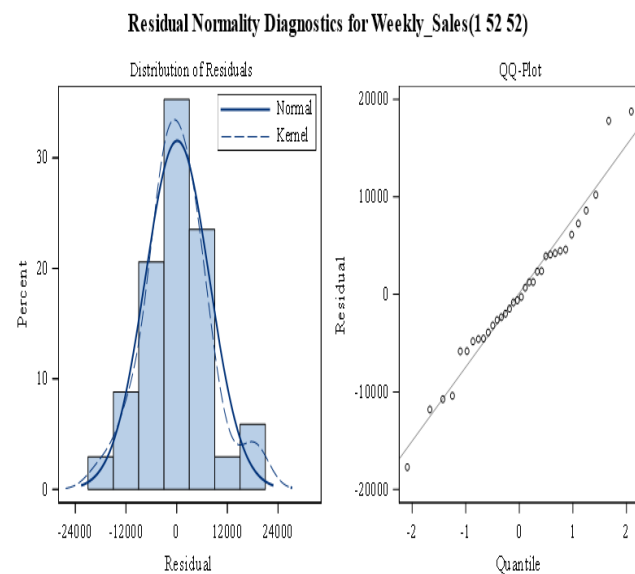 Residual Normality Diagnostics for Weekly_Sales(1 52 52)
Distribution of Residuals
Normal
Kernel
Percent
30
20
10
0
-24000 -12000 0 12000 24000
Residual
QQ-Plot
Residual
20000
10000
0
-10000
-20000
-2 -1 0 1 2
Quantile